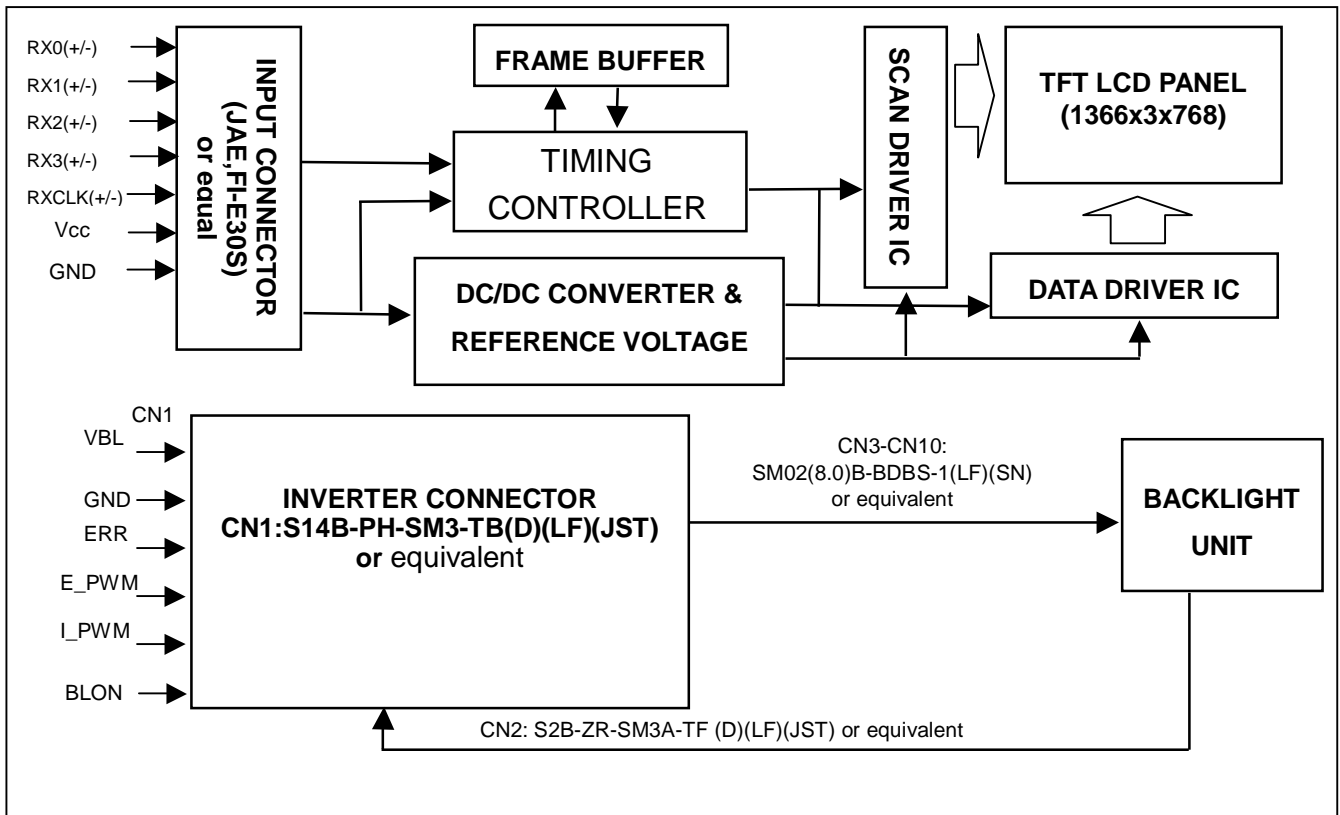 RX0(+/-)
RX1(+/-)
RX2(+/-)
RX3(+/-)
RXCLK(+/-)
Vcc
GND
INPUT CONNECTOR
(JAE,FI-E30S)
or equal
FRAME BUFFER
TIMING
CONTROLLER
DC/DC CONVERTER &
REFERENCE VOLTAGE
SCAN DRIVER IC
TFT LCD PANEL
(1366x3x768)
DATA DRIVER IC
CN1
VBL
GND
ERR
E_PWM
I_PWM
BLON
INVERTER CONNECTOR
CN1:S14B-PH-SM3-TB(D)(LF)(JST)
or equivalent
CN3-CN10:
SM02(8.0)B-BDBS-1(LF)(SN)
or equivalent
BACKLIGHT
UNIT
CN2: S2B-ZR-SM3A-TF (D)(LF)(JST) or equivalent